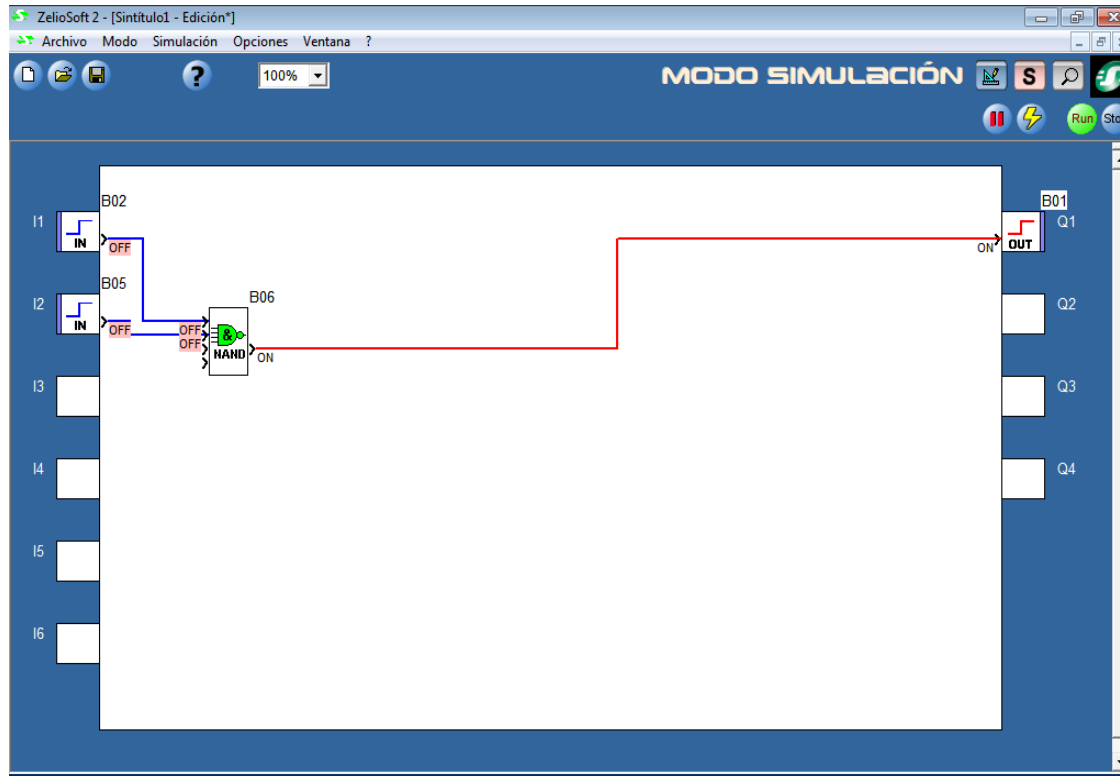 ZelioSoft 2 - [Sintítulo1 - Edición*]
Archivo Modo Simulación Opciones Ventana ?
? 100% MODO SIMULACIÓN S
Run Sto
B02 B01
I1 IN OFF ON OUT Q1
B05
I2 IN OFF Q2
B06
OFF &
OFF NAND ON
I3 Q3
I4 Q4
I5
I6